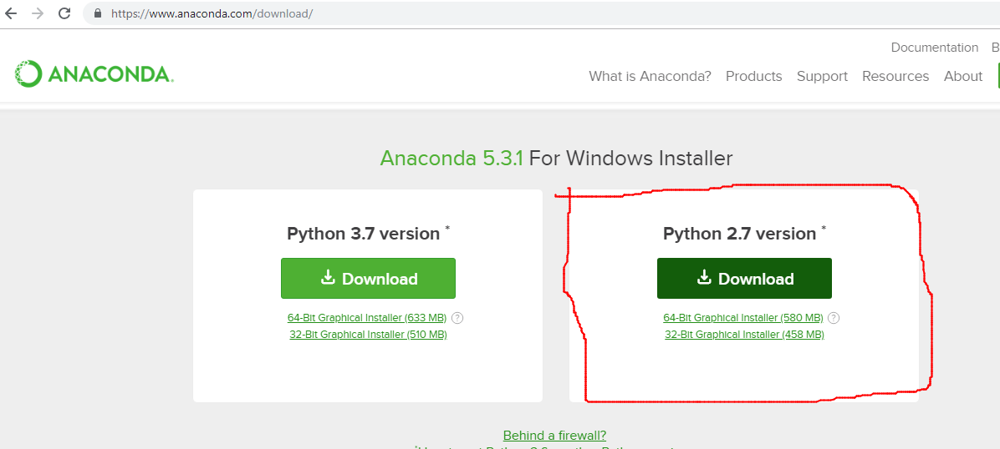 https://www.anaconda.com/download/
Documentation B
ANACONDA.
What is Anaconda? Products Support Resources About
Anaconda 5.3.1 For Windows Installer
Python 3.7 version *
Download
64-Bit Graphical Installer (633 MB) ?
32-Bit Graphical Installer (510 MB)
Python 2.7 version *
Download
64-Bit Graphical Installer (580 MB) ?
32-Bit Graphical Installer (458 MB)
Behind a firewall?